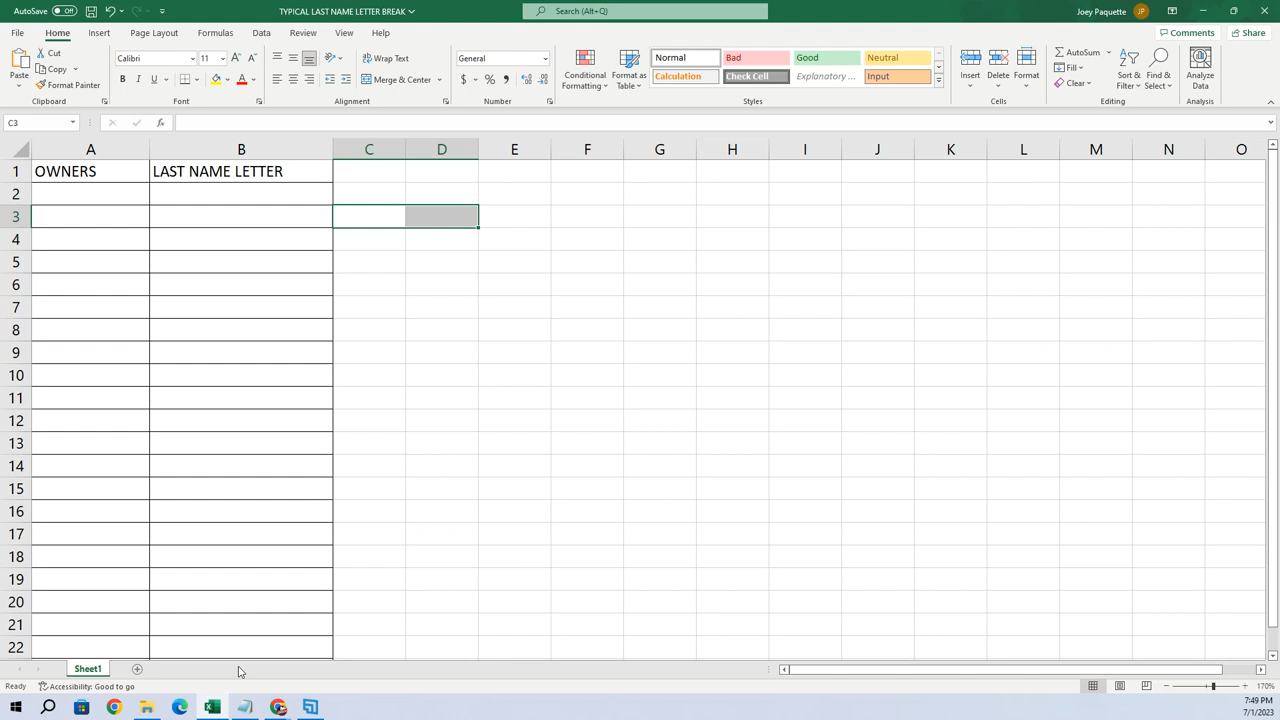 AutoSave Off TYPICAL LAST NAME LETTER BREAK Search (Alt+Q) Joey Paquette JP
File Home Insert Page Layout Formulas Data Review View Help Comments Share
Paste Cut Copy Format Painter Clipboard
Calibri 11 B I U A Font
Wrap Text Merge & Center Alignment
General $ % Number
Conditional Formatting Format as Table
Normal Bad Good Neutral
Calculation Check Cell Explanatory ... Input
Styles
Insert Delete Format Cells
AutoSum Fill Clear Sort & Filter Find & Select Editing
Analyze Data Analysis
C3 fx
A B C D E F G H I J K L M N O
1 OWNERS LAST NAME LETTER
2
3
4
5
6
7
8
9
10
11
12
13
14
15
16
17
18
19
20
21
22
Sheet1
Ready Accessibility: Good to go 170%
7:49 PM
7/1/2023